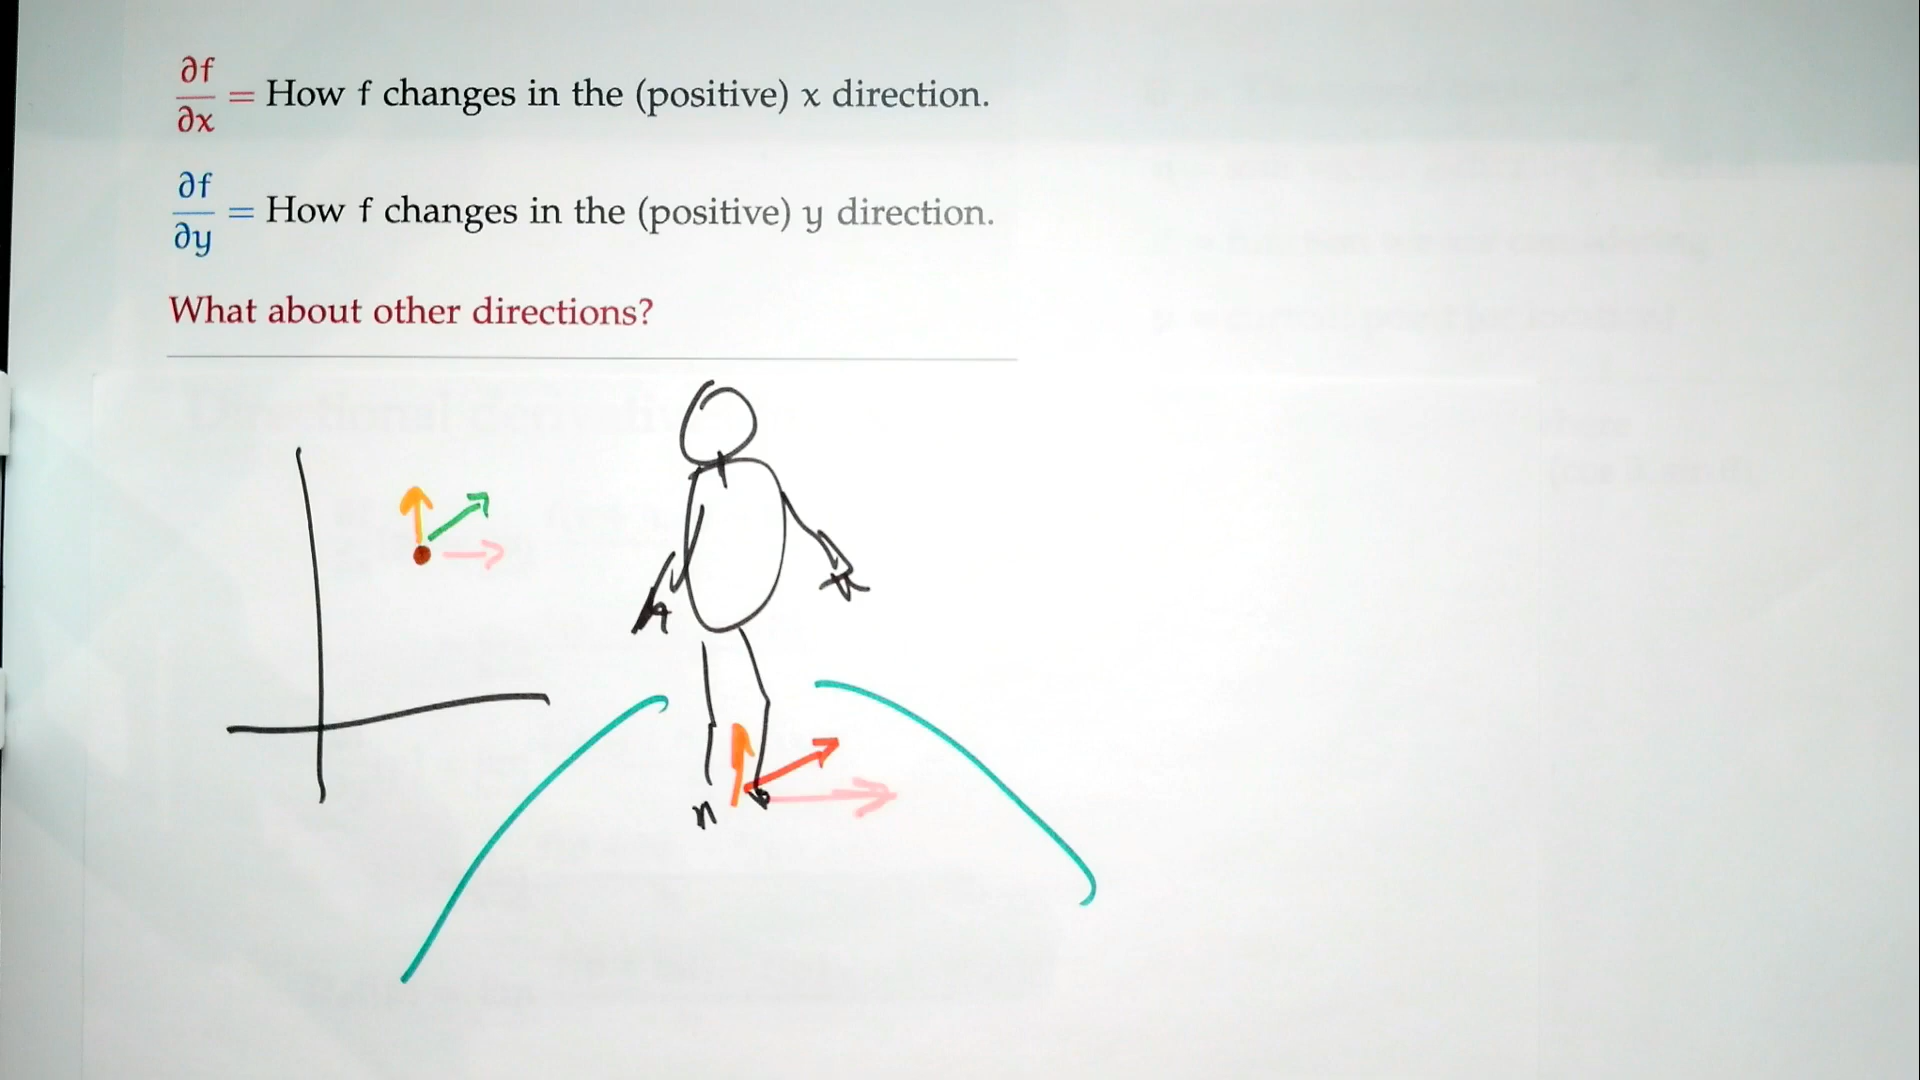 ∂f/∂x = How f changes in the (positive) x direction.
∂f/∂y = How f changes in the (positive) y direction.
What about other directions?